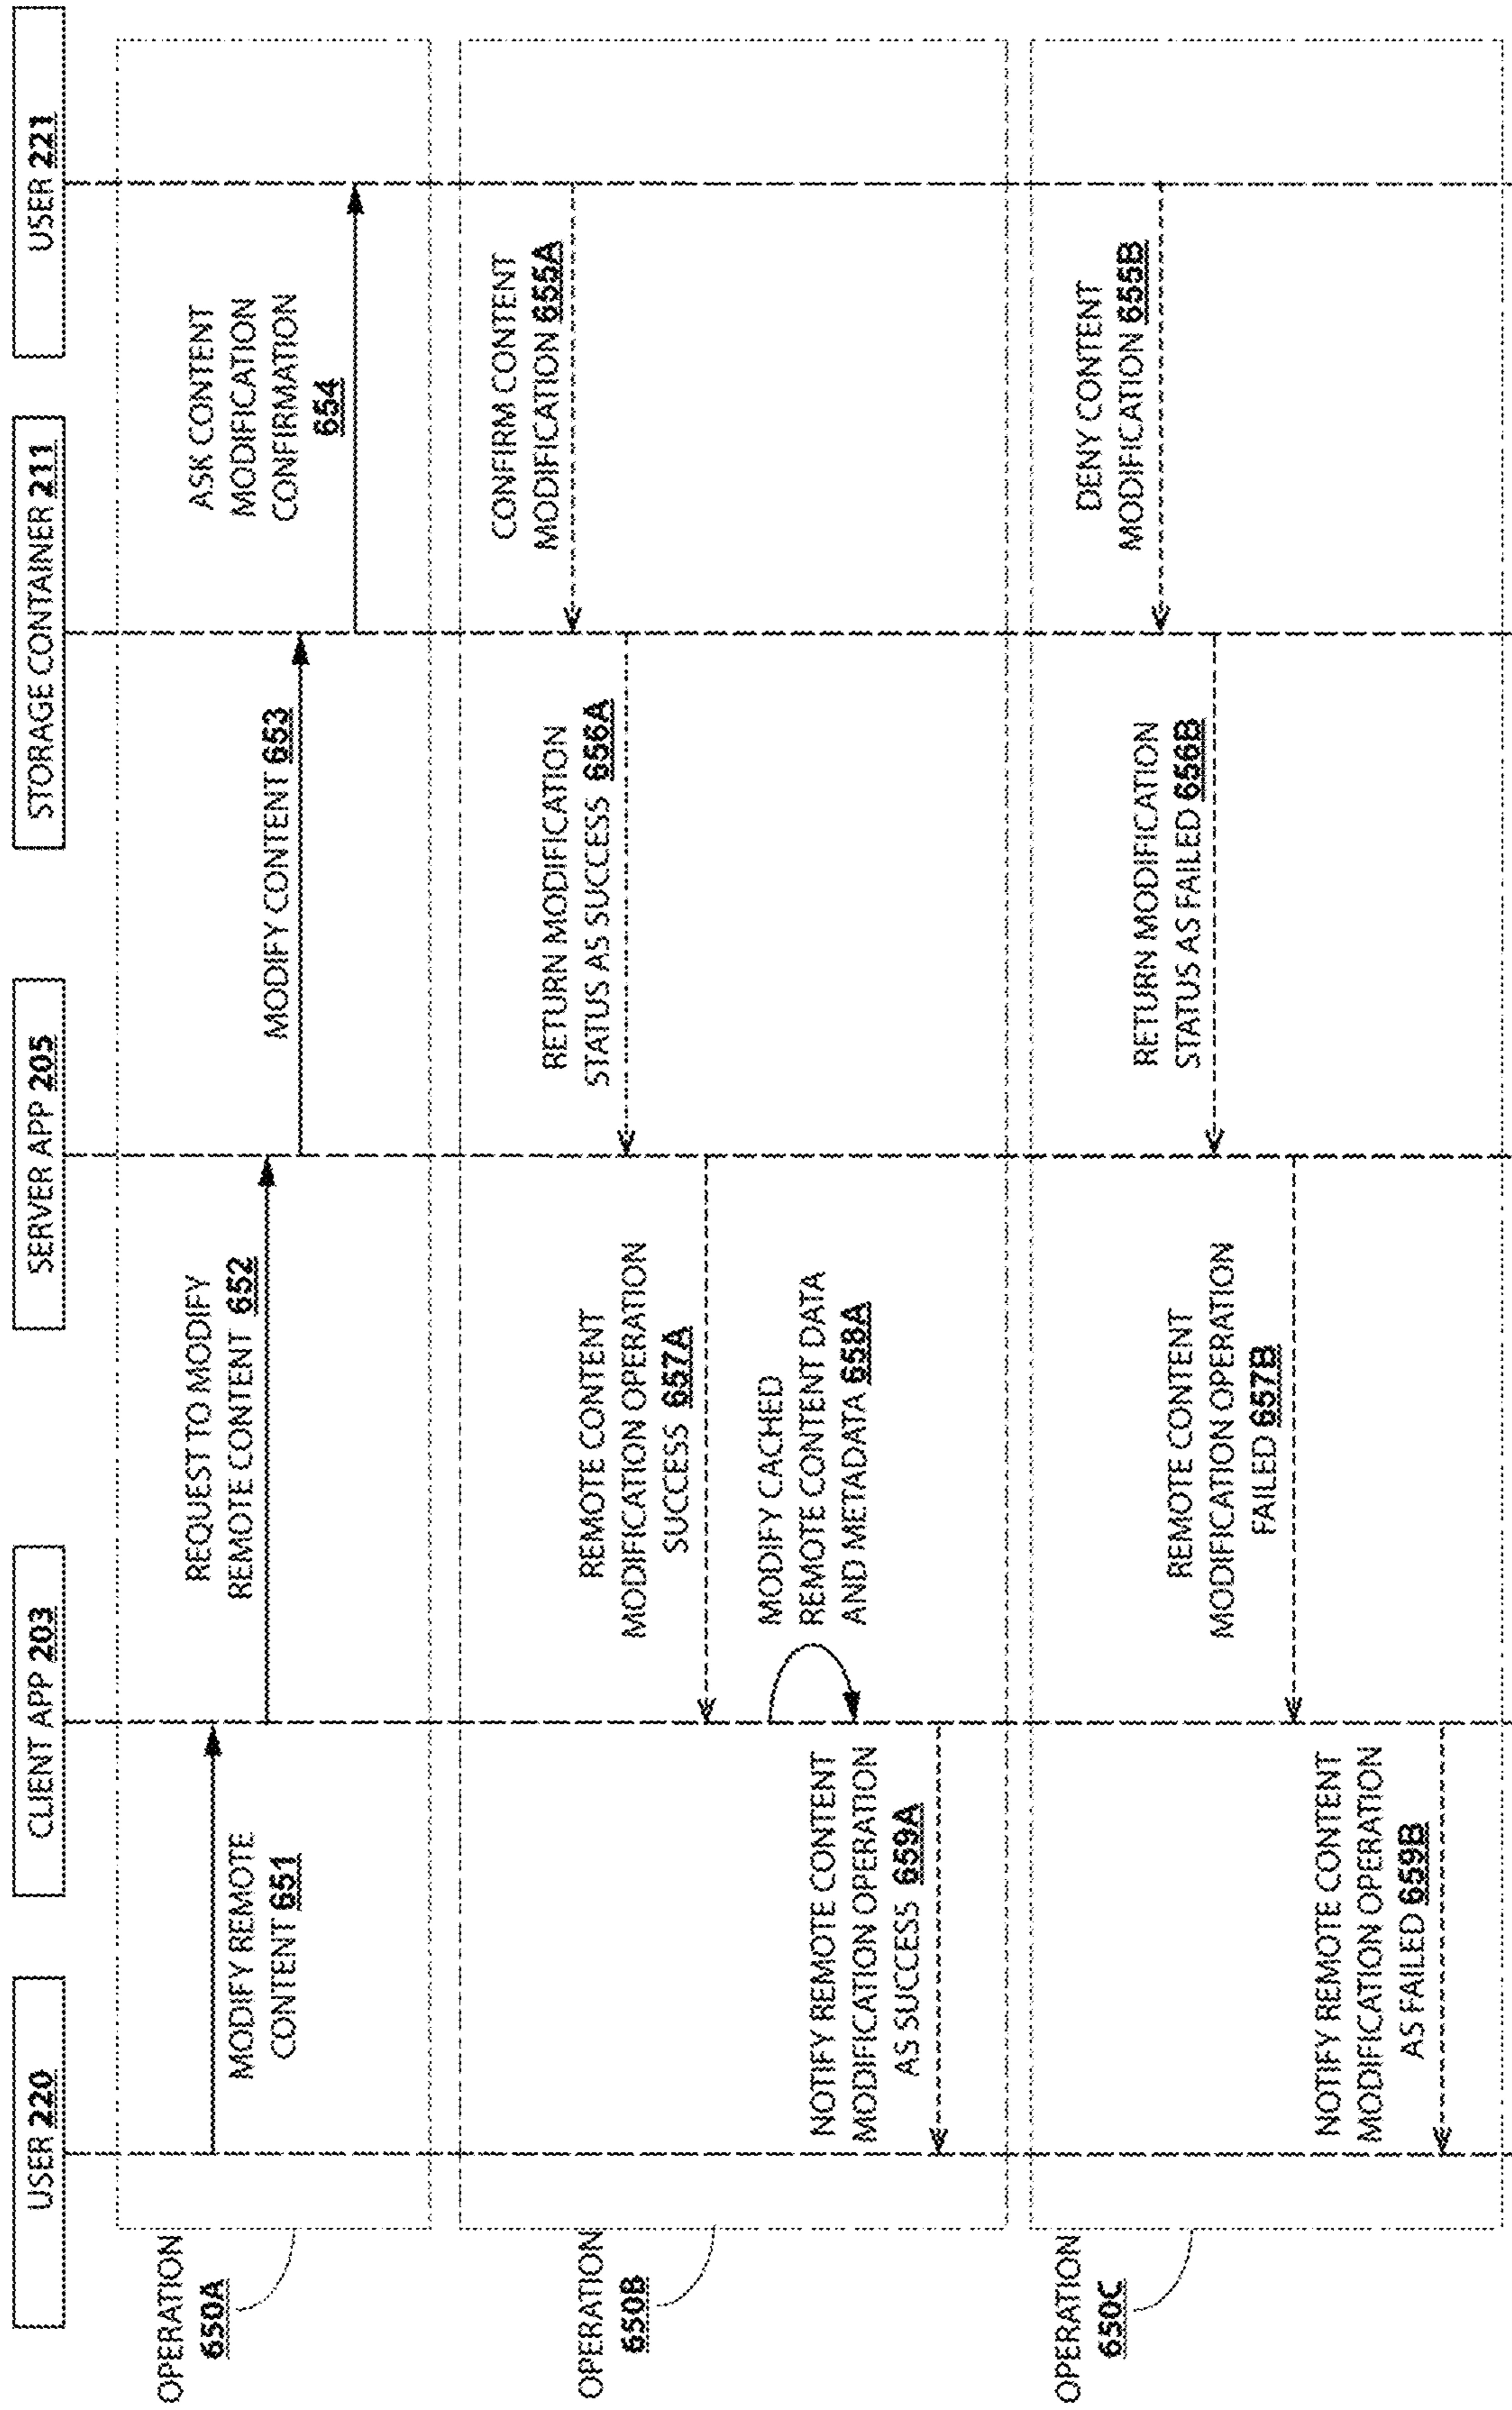 USER 220
CLIENT APP 203
SERVER APP 205
STORAGE CONTAINER 211
USER 221
OPERATION
650A
MODIFY REMOTE
CONTENT 651
REQUEST TO MODIFY
REMOTE CONTENT 652
MODIFY CONTENT 653
ASK CONTENT
MODIFICATION
CONFIRMATION
654
OPERATION
650B
CONFIRM CONTENT
MODIFICATION 655A
RETURN MODIFICATION
STATUS AS SUCCESS 656A
REMOTE CONTENT
MODIFICATION OPERATION
SUCCESS 657A
MODIFY CACHED
REMOTE CONTENT DATA
AND METADATA 658A
NOTIFY REMOTE CONTENT
MODIFICATION OPERATION
AS SUCCESS 659A
OPERATION
650C
DENY CONTENT
MODIFICATION 655B
RETURN MODIFICATION
STATUS AS FAILED 656B
REMOTE CONTENT
MODIFICATION OPERATION
FAILED 657B
NOTIFY REMOTE CONTENT
MODIFICATION OPERATION
AS FAILED 659B